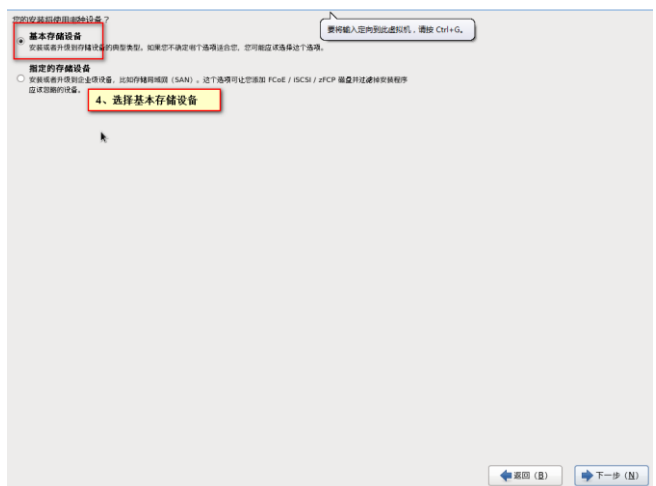 您的安装将使用哪种设备？
要将输入定向到此虚拟机，请按 Ctrl+G。
基本存储设备
安装或者升级到存储设备的典型类型。如果您不确定哪个选项适合您，您可能应该选择这个选项。
指定的存储设备
安装或者升级到企业级设备，比如存储局域网（SAN）。这个选项可让您添加 FCoE / iSCSI / zFCP 磁盘并过滤掉安装程序
应该忽略的设备。
4、选择基本存储设备
返回（B）
下一步（N）